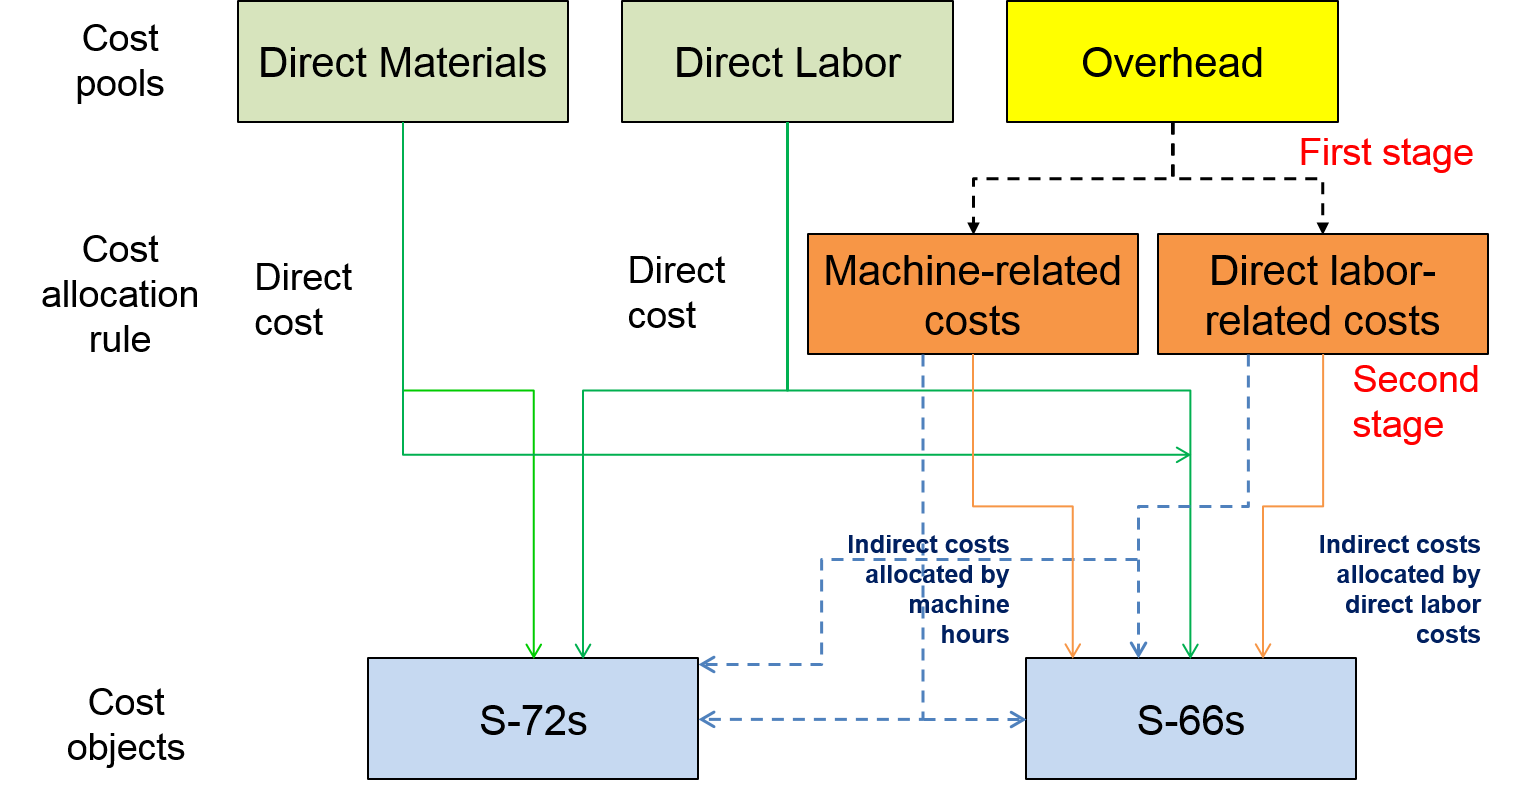 Cost
pools
Direct Materials
Direct Labor
Overhead
First stage
Cost
allocation
rule
Direct
cost
Direct
cost
Machine-related
costs
Direct labor-
related costs
Second
stage
Indirect costs
allocated by
machine
hours
Indirect costs
allocated by
direct labor
costs
Cost
objects
S-72s
S-66s